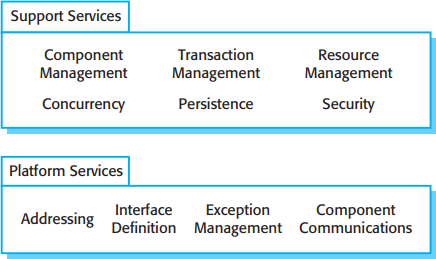 Support Services
Component Transaction Resource
Management Management Management
Concurrency Persistence Security
Platform Services
Addressing Interface Exception Component
Definition Management Communications